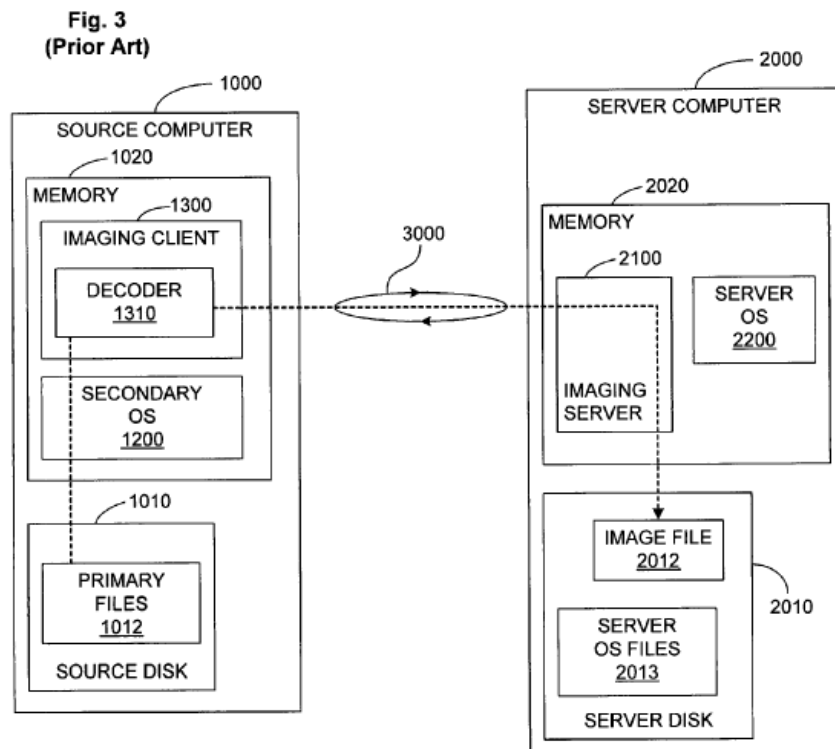 Fig. 3
(Prior Art)
1000
SOURCE COMPUTER
1020
MEMORY
1300
IMAGING CLIENT
DECODER
1310
SECONDARY
OS
1200
1010
PRIMARY
FILES
1012
SOURCE DISK
3000
2000
SERVER COMPUTER
2020
MEMORY
2100
IMAGING
SERVER
SERVER
OS
2200
IMAGE FILE
2012
2010
SERVER
OS FILES
2013
SERVER DISK